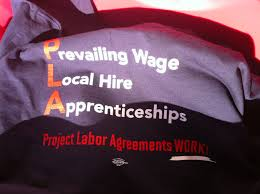 Prevailing Wage
Local Hire
Apprenticeships
Project Labor Agreements WORK!